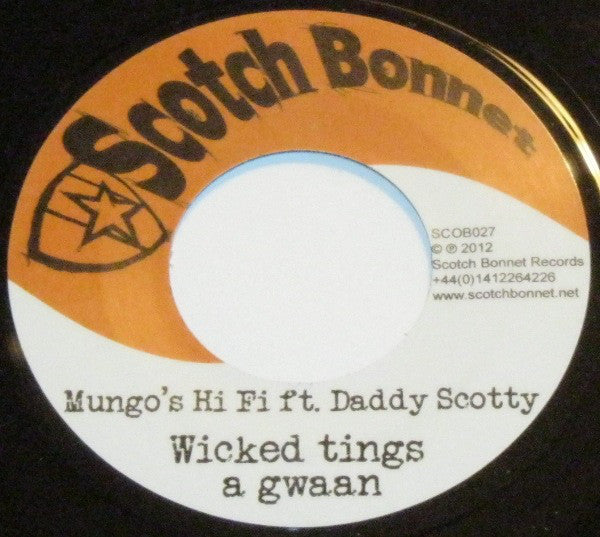 Scotch Bonnet
SCOB027
© ℗ 2012
Scotch Bonnet Records
+44(0)1412264226
www.scotchbonnet.net
Mungo's Hi Fi ft. Daddy Scotty
Wicked tings
a gwaan